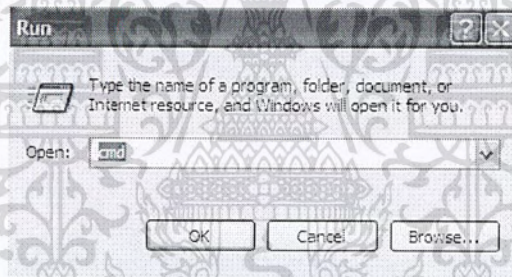 Run
Type the name of a program, folder, document, or
Internet resource, and Windows will open it for you.
Open: cmd
OK Cancel Browse...